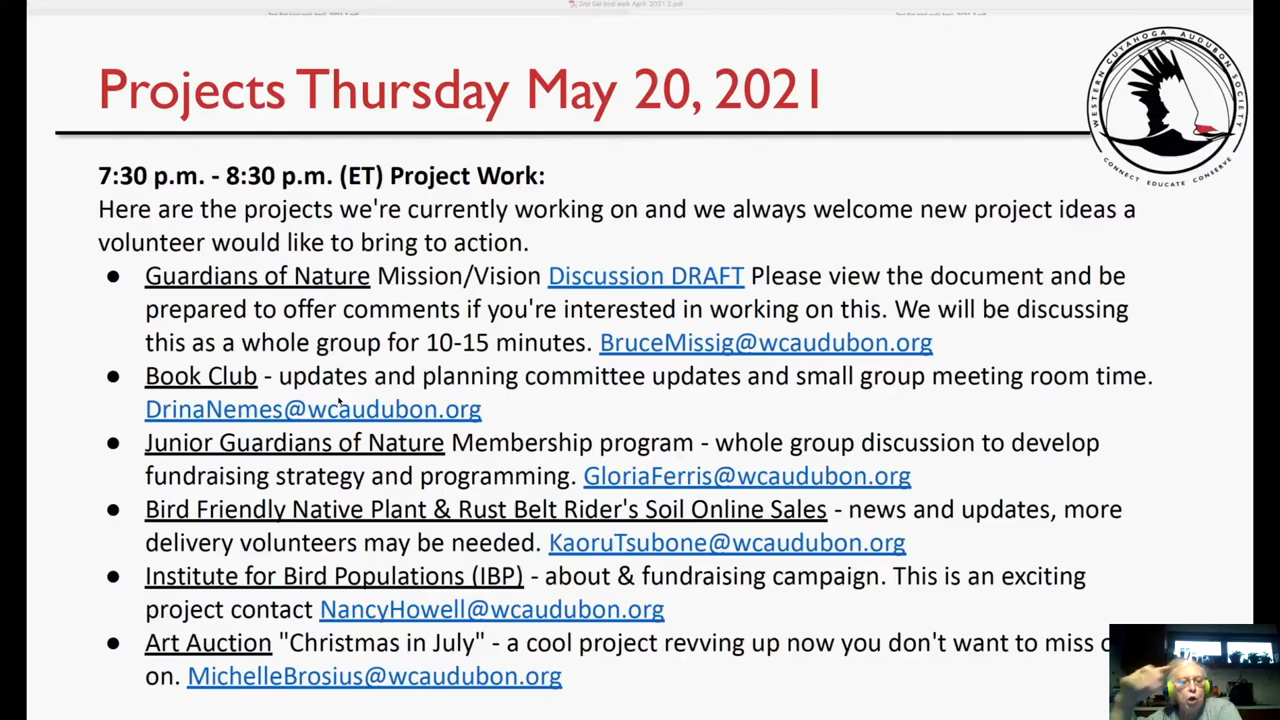 2nd Sat bird walk April 2021 2.pdf
Projects Thursday May 20, 2021
WESTERN CUYAHOGA AUDUBON SOCIETY
CONNECT EDUCATE CONSERVE
7:30 p.m. - 8:30 p.m. (ET) Project Work:
Here are the projects we're currently working on and we always welcome new project ideas a
volunteer would like to bring to action.
● Guardians of Nature Mission/Vision Discussion DRAFT Please view the document and be
prepared to offer comments if you're interested in working on this. We will be discussing
this as a whole group for 10-15 minutes. BruceMissig@wcaudubon.org
● Book Club - updates and planning committee updates and small group meeting room time.
DrinaNemes@wcaudubon.org
● Junior Guardians of Nature Membership program - whole group discussion to develop
fundraising strategy and programming. GloriaFerris@wcaudubon.org
● Bird Friendly Native Plant & Rust Belt Rider's Soil Online Sales - news and updates, more
delivery volunteers may be needed. KaoruTsubone@wcaudubon.org
● Institute for Bird Populations (IBP) - about & fundraising campaign. This is an exciting
project contact NancyHowell@wcaudubon.org
● Art Auction "Christmas in July" - a cool project revving up now you don't want to miss
on. MichelleBrosius@wcaudubon.org